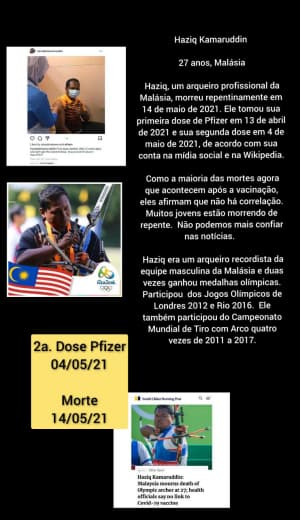 Haziq Kamaruddin
27 anos, Malásia
Haziq, um arqueiro profissional da
Malásia, morreu repentinamente em
14 de maio de 2021. Ele tomou sua
primeira dose de Pfizer em 13 de abril
de 2021 e sua segunda dose em 4 de
maio de 2021, de acordo com sua
conta na mídia social e na Wikipedia.
Como a maioria das mortes agora
que acontecem após a vacinação,
eles afirmam que não há correlação.
Muitos jovens estão morrendo de
repente. Não podemos mais confiar
nas notícias.
Haziq era um arqueiro recordista da
equipe masculina da Malásia e duas
vezes ganhou medalhas olímpicas.
Participou dos Jogos Olímpicos de
Londres 2012 e Rio 2016. Ele
também participou do Campeonato
Mundial de Tiro com Arco quatro
vezes de 2011 a 2017.
2a. Dose Pfizer
04/05/21
Morte
14/05/21
South China Morning Post
Haziq Kamaruddin:
Malaysia mourns death of
Olympic archer at 27; health
officials say no link to
Covid-19 vaccine